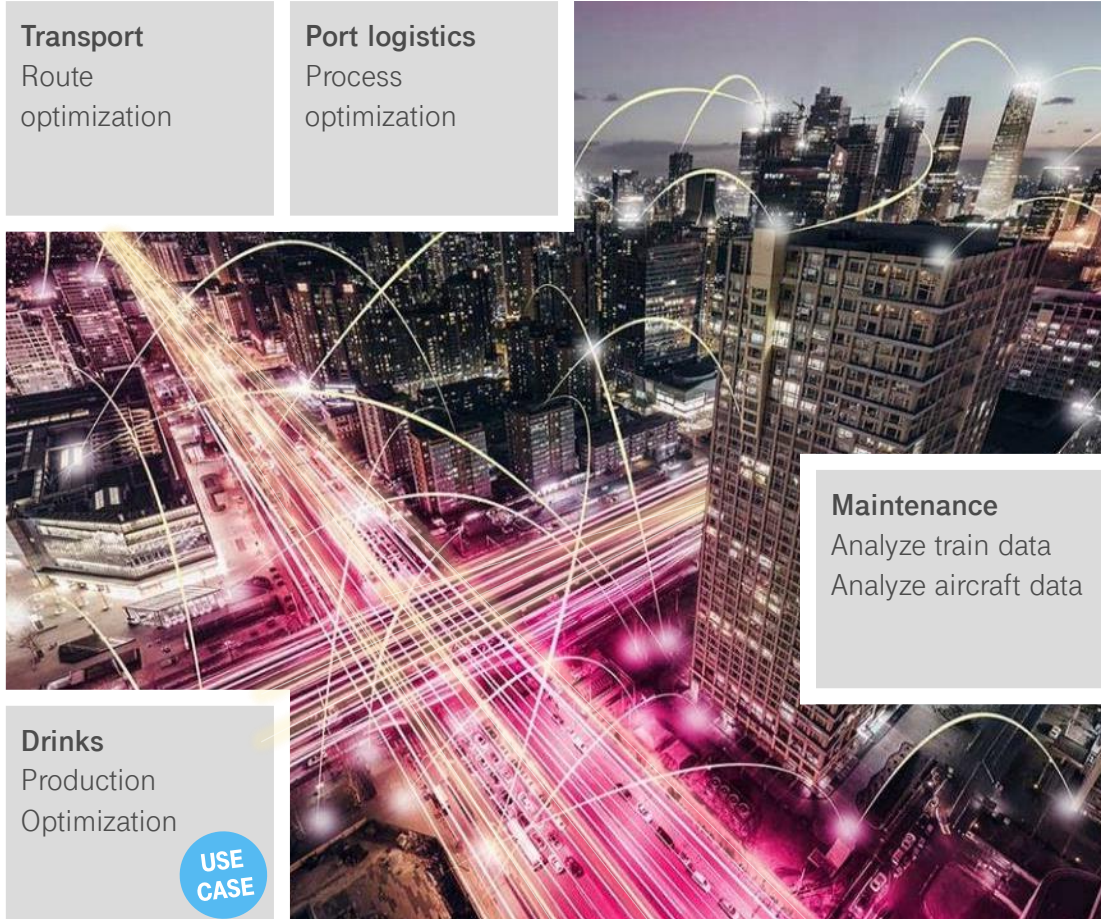 Transport
Route
optimization
Port logistics
Process
optimization
Maintenance
Analyze train data
Analyze aircraft data
Drinks
Production
Optimization
USE
CASE